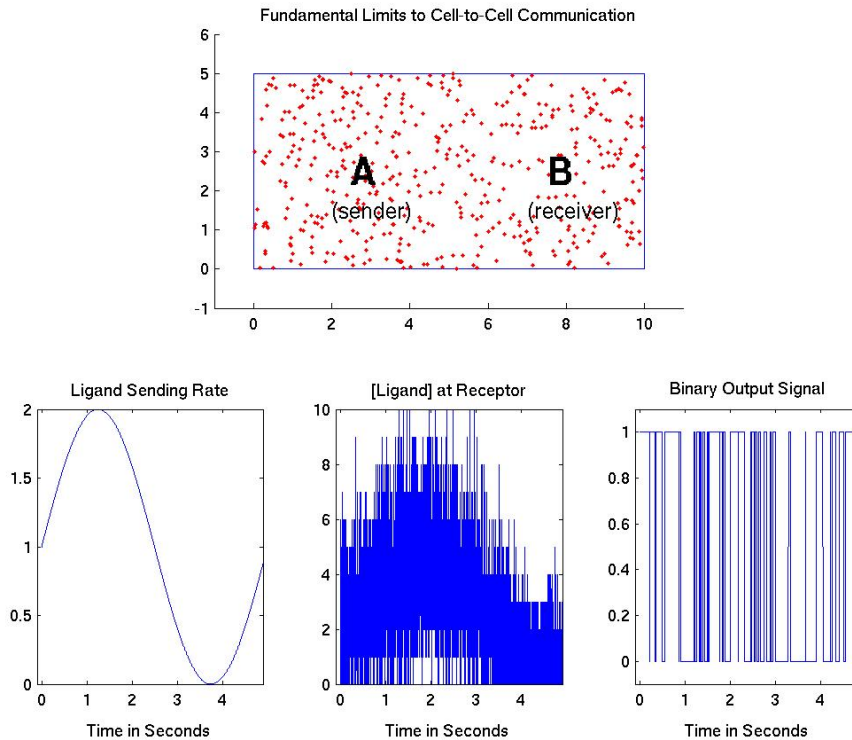 Fundamental Limits to Cell-to-Cell Communication
6
5
4
3
2
1
0
-1
A
B
(sender)
(receiver)
0 2 4 6 8 10
Ligand Sending Rate
2
1.5
1
0.5
0
0 1 2 3 4
Time in Seconds
[Ligand] at Receptor
10
8
6
4
2
0
0 1 2 3 4
Time in Seconds
Binary Output Signal
1
0.8
0.6
0.4
0.2
0
0 1 2 3 4
Time in Seconds